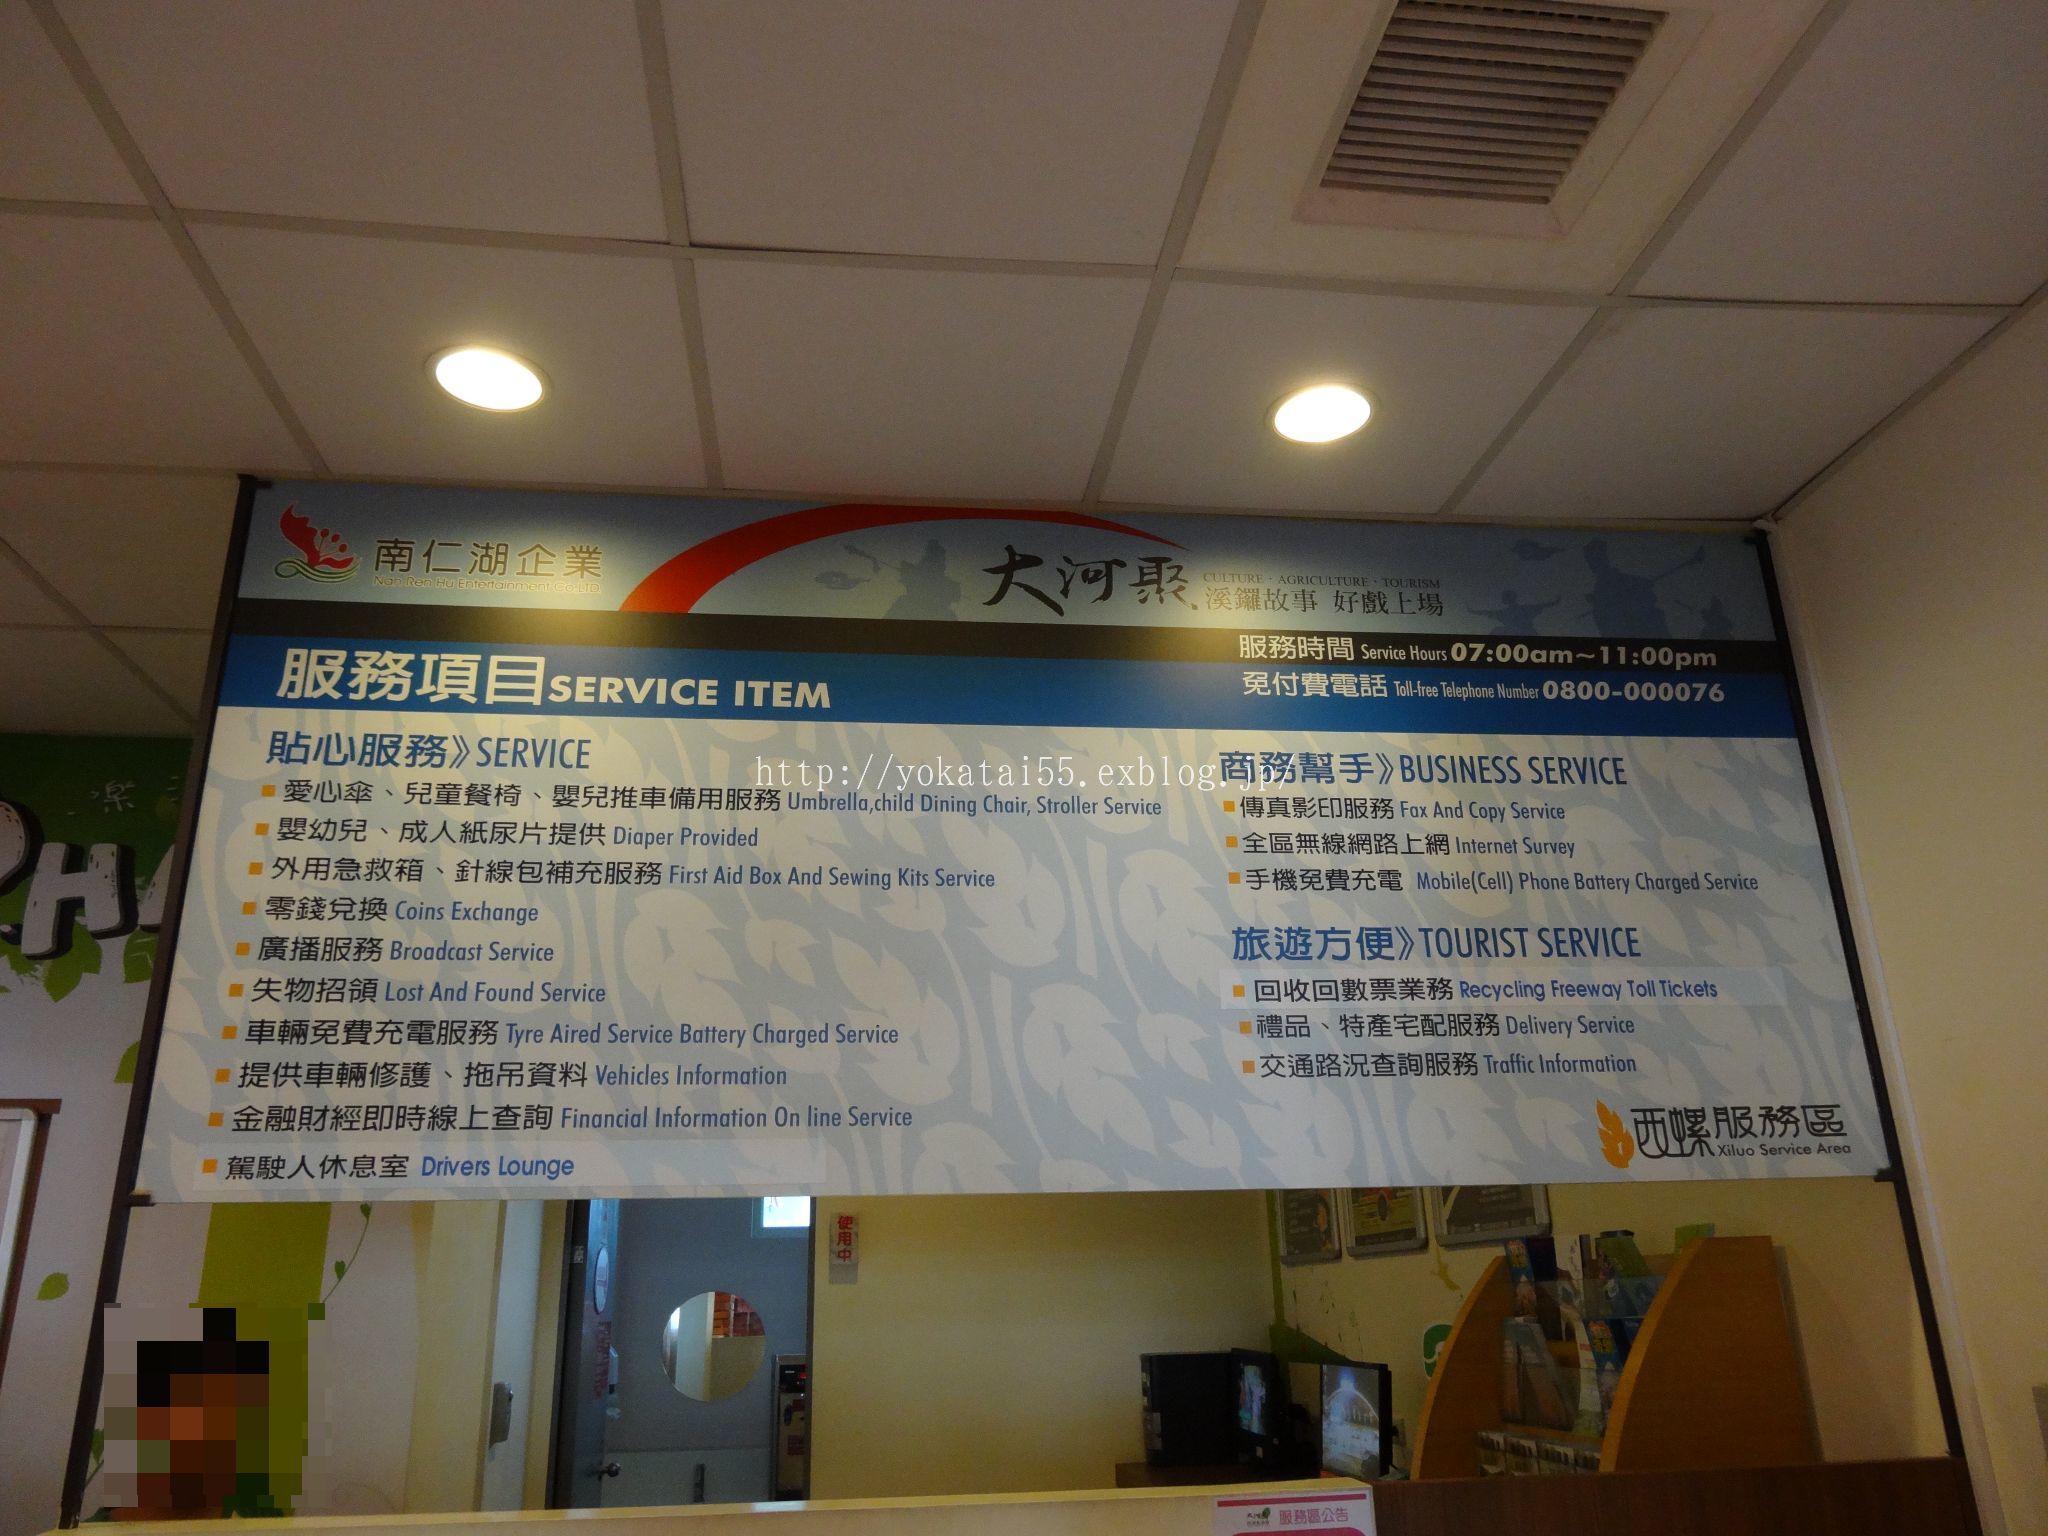 南仁湖企業
Nan Ren Hu Entertainment Co.LTD.
大河聚 CULTURE · AGRICULTURE · TOURISM
溪鑼故事 好戲上場
服務時間 Service Hours 07:00am~11:00pm
免付費電話 Toll-free Telephone Number 0800-000076
服務項目SERVICE ITEM
貼心服務》SERVICE
愛心傘、兒童餐椅、嬰兒推車備用服務 Umbrella,child Dining Chair, Stroller Service
嬰幼兒、成人紙尿片提供 Diaper Provided
外用急救箱、針線包補充服務 First Aid Box And Sewing Kits Service
零錢兌換 Coins Exchange
廣播服務 Broadcast Service
失物招領 Lost And Found Service
車輛免費充電服務 Tyre Aired Service Battery Charged Service
提供車輛修護、拖吊資料 Vehicles Information
金融財經即時線上查詢 Financial Information On line Service
駕駛人休息室 Drivers Lounge
商務幫手》BUSINESS SERVICE
傳真影印服務 Fax And Copy Service
全區無線網路上網 Internet Survey
手機免費充電 Mobile(Cell) Phone Battery Charged Service
旅遊方便》TOURIST SERVICE
回收回數票業務 Recycling Freeway Toll Tickets
禮品、特產宅配服務 Delivery Service
交通路況查詢服務 Traffic Information
西螺服務區
Xiluo Service Area
http://yokatai55.exblog.jp/
使用中
服務區公告